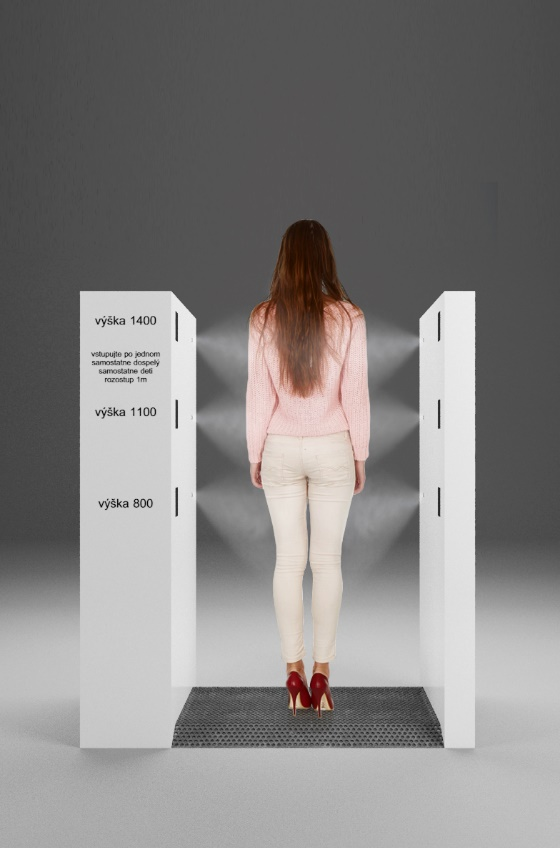 výška 1400
vstupujte po jednom
samostatne dospelý
samostatne deti
rozostup 1m
výška 1100
výška 800